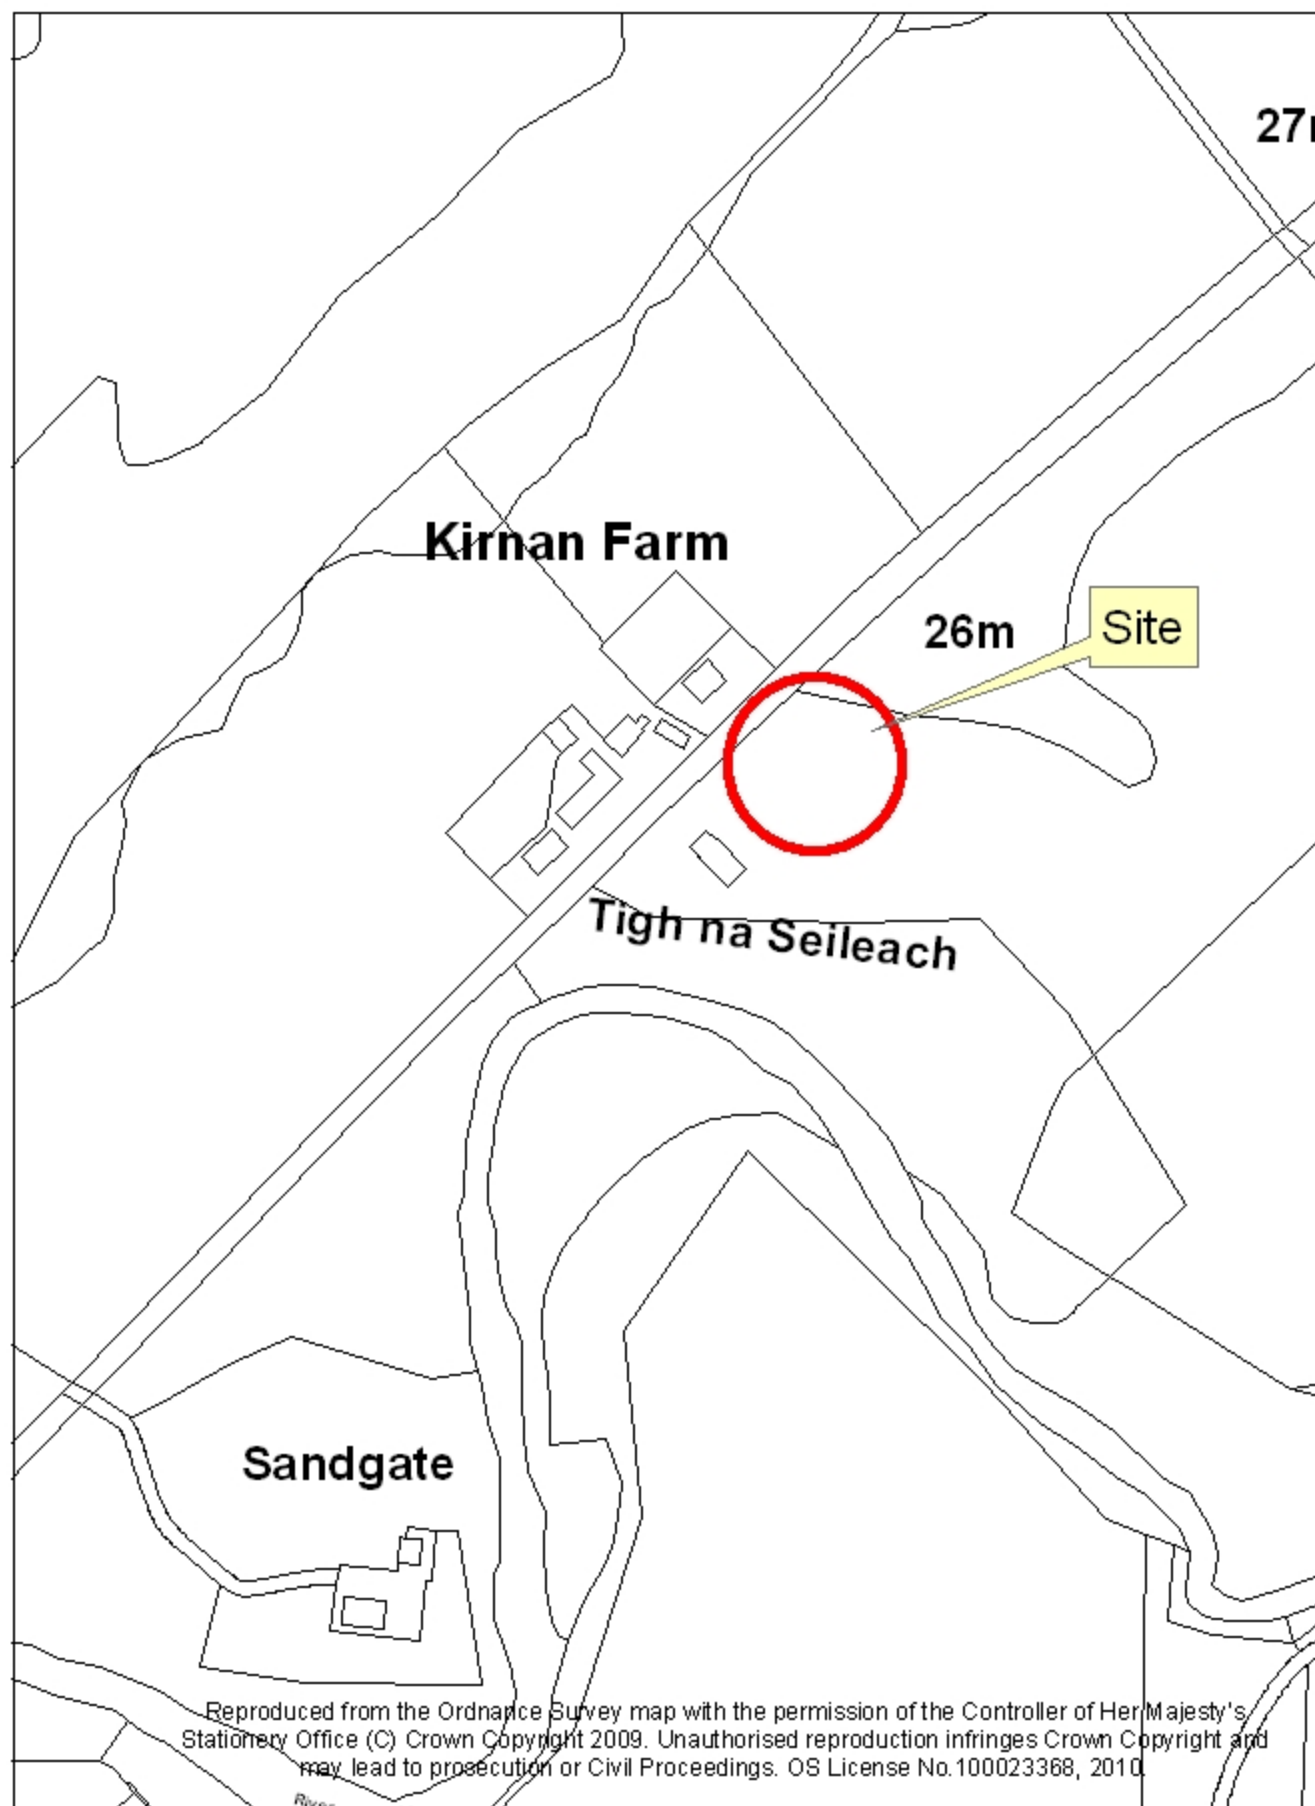 27
Kirnan Farm
26m
Site
Tigh na Seileach
Sandgate
Reproduced from the Ordnance Survey map with the permission of the Controller of Her Majesty's
Stationery Office (C) Crown Copyright 2009. Unauthorised reproduction infringes Crown Copyright and
may lead to prosecution or Civil Proceedings. OS License No.100023368, 2010.